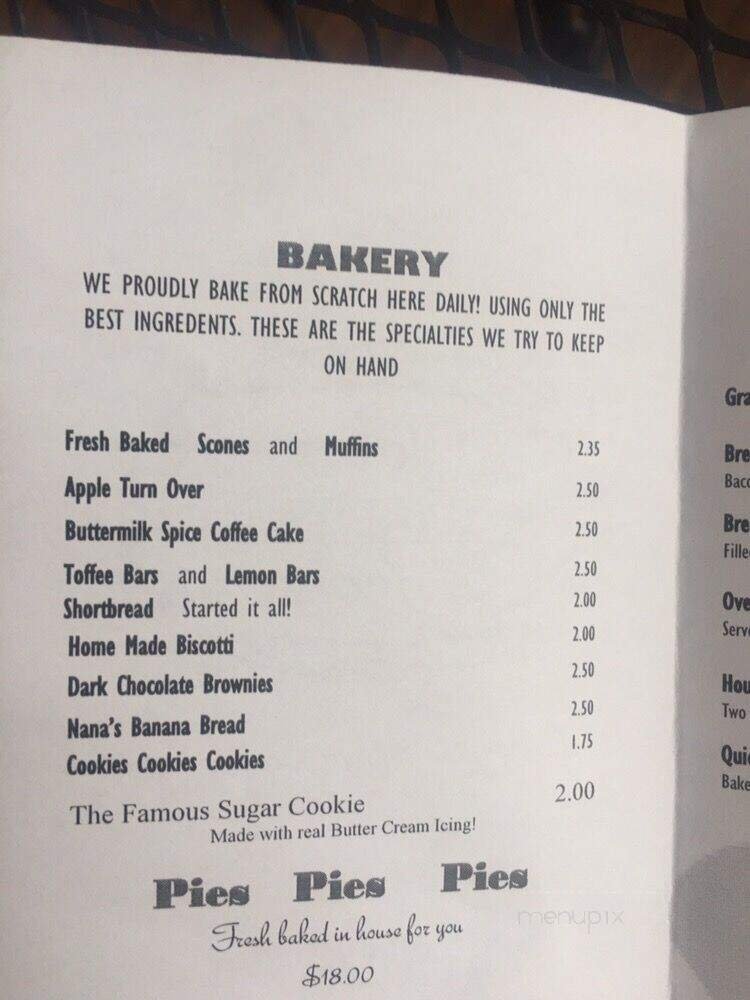 BAKERY
WE PROUDLY BAKE FROM SCRATCH HERE DAILY! USING ONLY THE
BEST INGREDENTS. THESE ARE THE SPECIALTIES WE TRY TO KEEP
ON HAND
Fresh Baked Scones and Muffins 2.35
Apple Turn Over 2.50
Buttermilk Spice Coffee Cake 2.50
Toffee Bars and Lemon Bars 2.50
Shortbread Started it all! 2.00
Home Made Biscotti 2.00
Dark Chocolate Brownies 2.50
Nana's Banana Bread 2.50
Cookies Cookies Cookies 1.75
The Famous Sugar Cookie 2.00
Made with real Butter Cream Icing!
Pies Pies Pies
Fresh baked in house for you
$18.00
menupix
Two